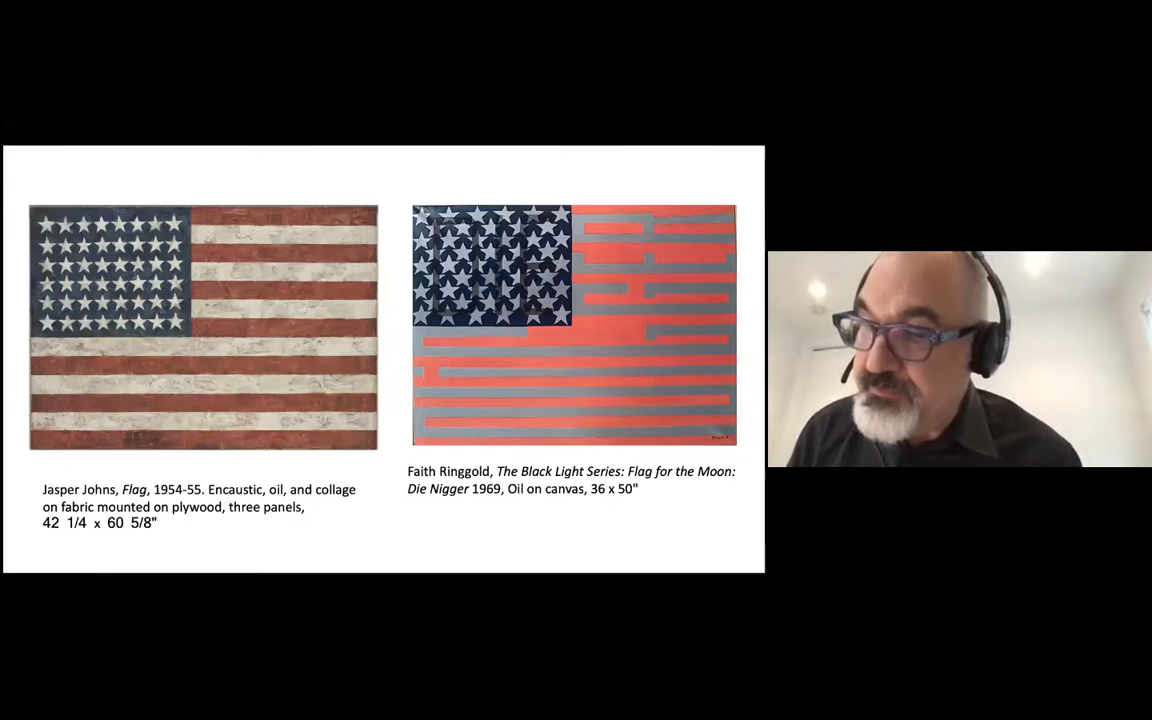 Jasper Johns, Flag, 1954-55. Encaustic, oil, and collage
on fabric mounted on plywood, three panels,
42 1/4 x 60 5/8"
Faith Ringgold, The Black Light Series: Flag for the Moon:
Die Nigger 1969, Oil on canvas, 36 x 50"
DIE